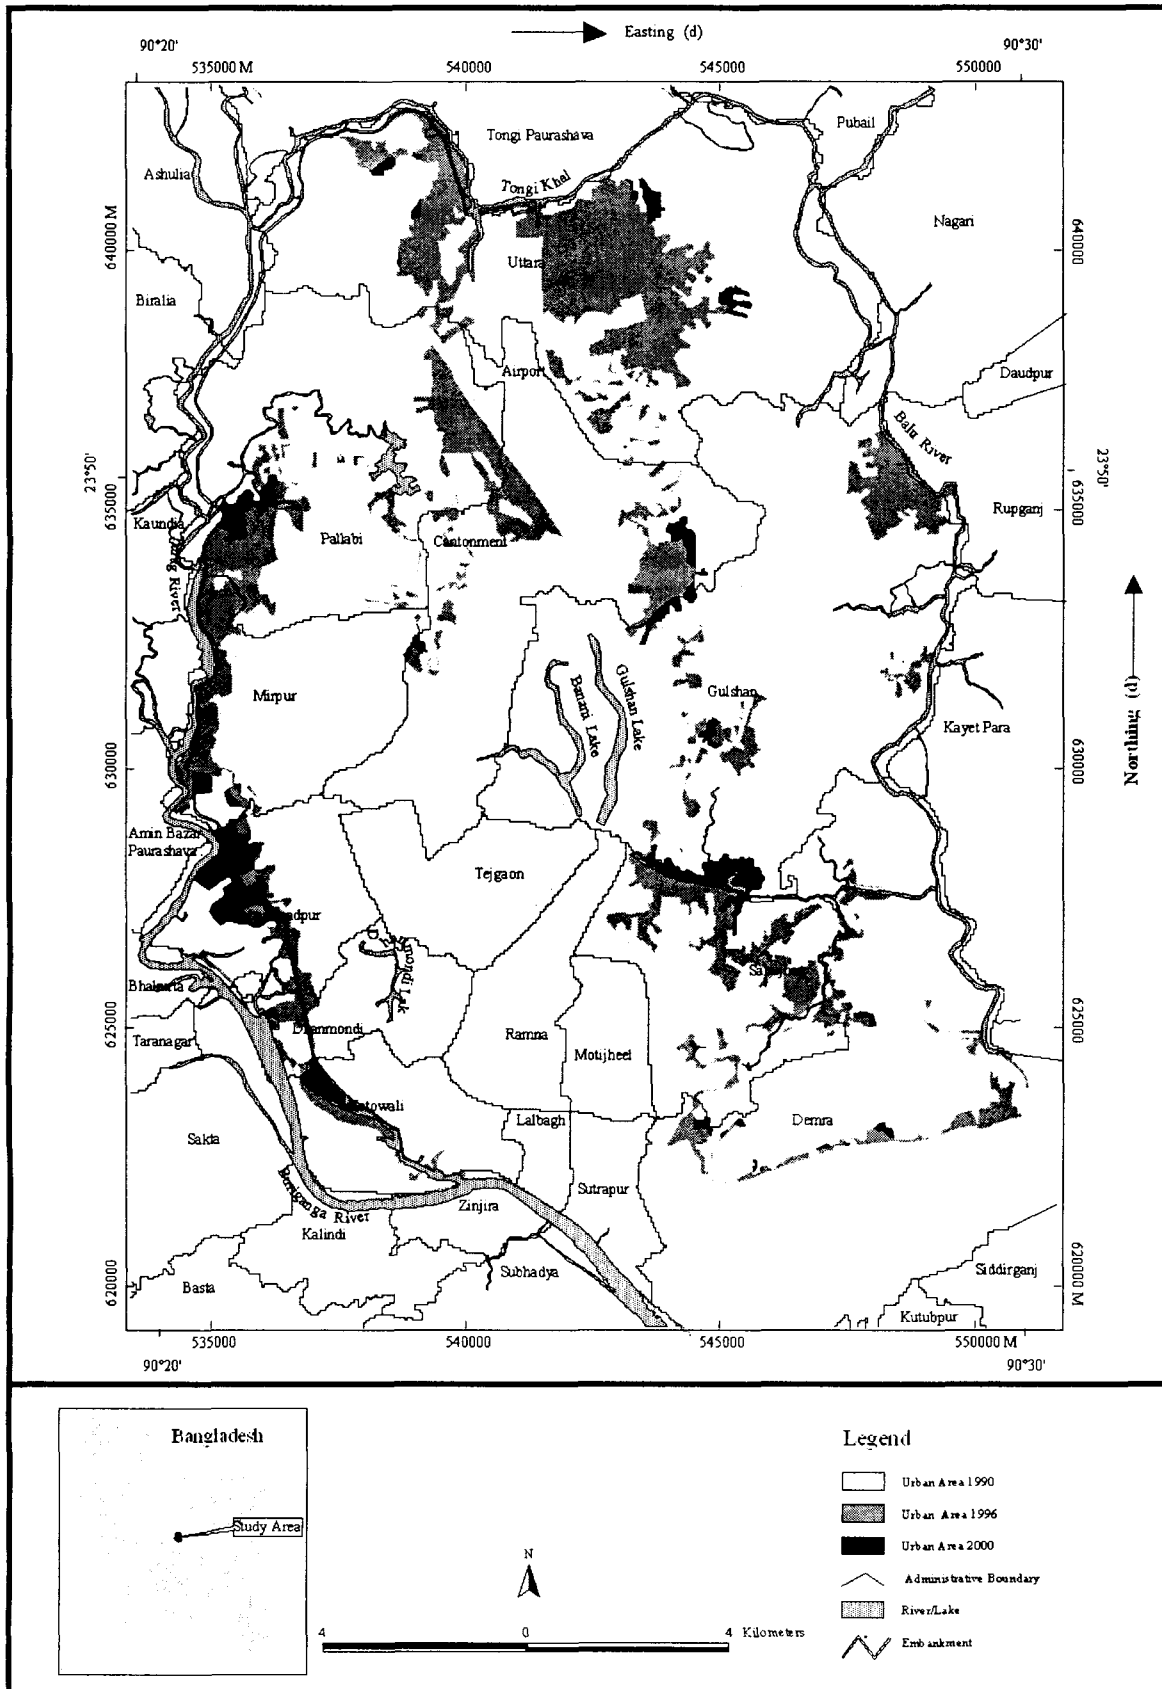 Easting (d)
90°20'
90°30'
535000 M
540000
545000
550000
Tongi Paurashava
Pubail
Ashulia
Tongi Khal
Nagari
640000 M
640000
Uttara
Biralia
Airport
Daudpur
Balu River
23°50'
23°50'
635000
635000
Rupganj
Kaundia
Pallabi
Cantonment
River
Northing (d)
Mirpur
Banani Lake
Gulshan Lake
Gulshan
Kayet Para
630000
630000
Amin Bazar
Paurashava
Tejgaon
Dhanmondi
Ramna
Motijheel
625000
625000
Taranagar
Demra
Lalbagh
Sakta
Sutrapur
Zinjira
Buriganga River
Kalindi
Subhadya
Siddirganj
Basta
Kutubpur
620000
620000 M
535000
540000
545000
550000 M
90°20'
90°30'
Bangladesh
Study Area
N
4 0 4 Kilometers
Legend
Urban Area 1990
Urban Area 1996
Urban Area 2000
Administrative Boundary
River/Lake
Embankment